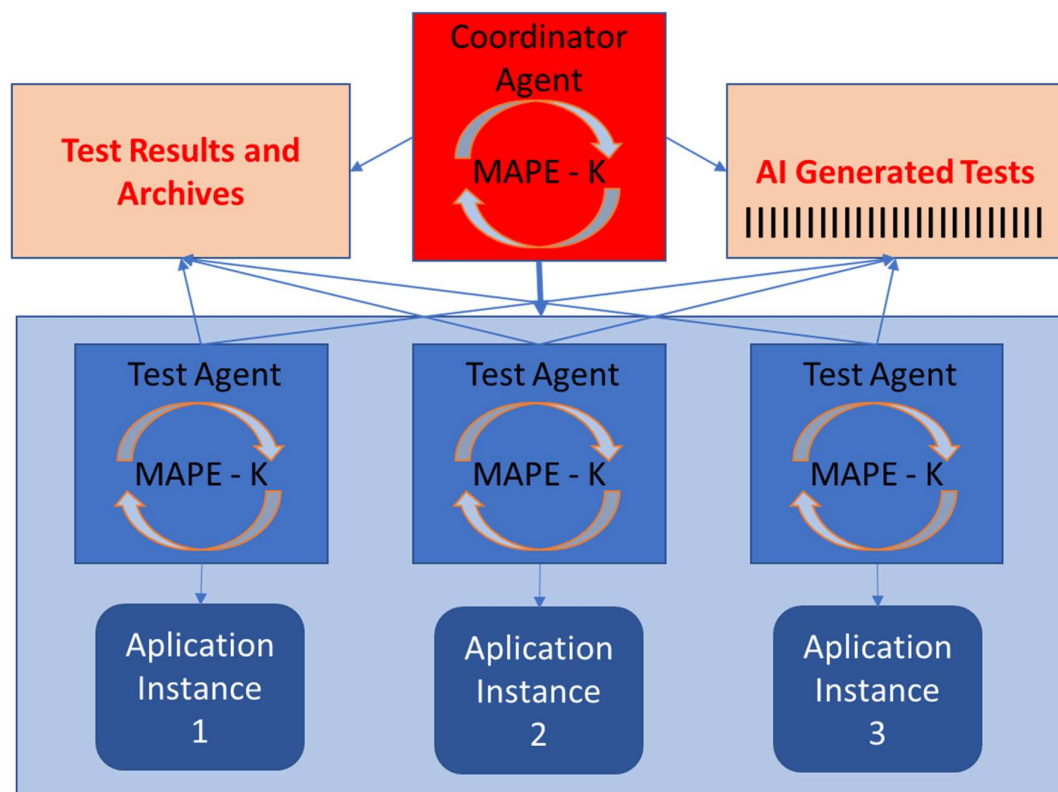 Coordinator
Agent
MAPE - K
Test Results and
Archives
AI Generated Tests
Test Agent
MAPE - K
Test Agent
MAPE - K
Test Agent
MAPE - K
Aplication
Instance
1
Aplication
Instance
2
Aplication
Instance
3